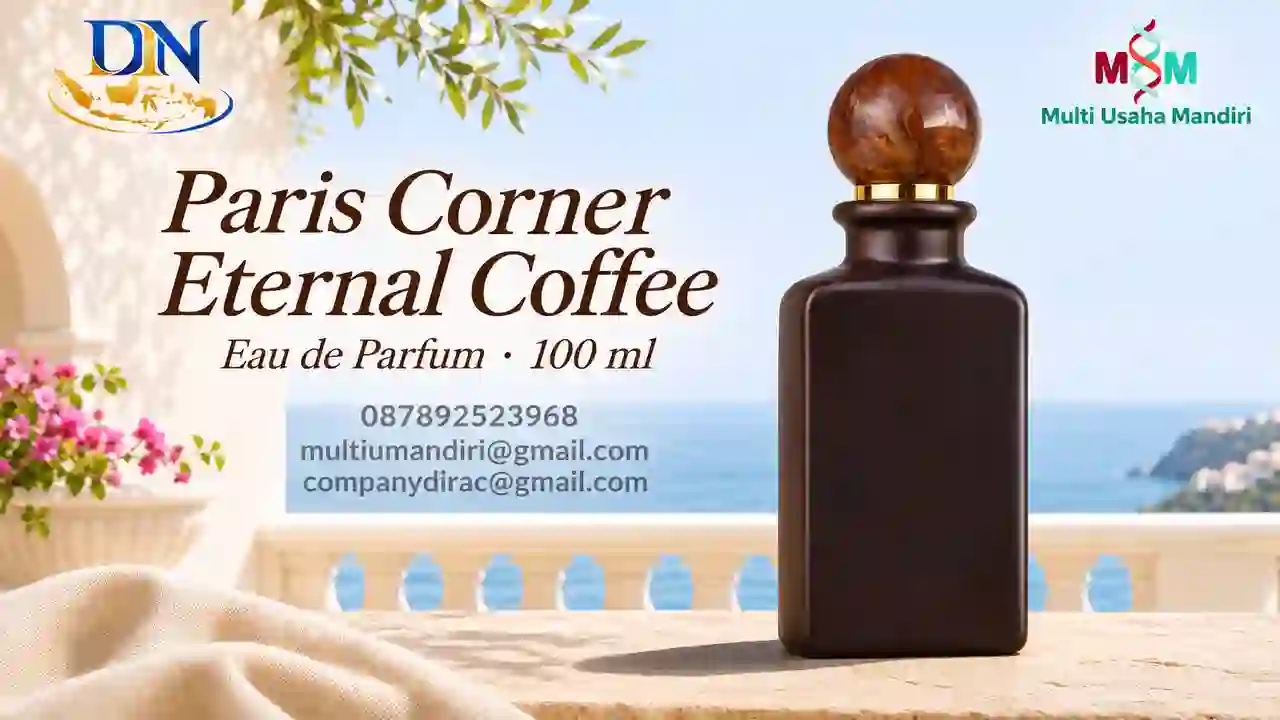 DN
M M
Multi Usaha Mandiri
Paris Corner
Eternal Coffee
Eau de Parfum · 100 ml
087892523968
multiumandiri@gmail.com
companydirac@gmail.com